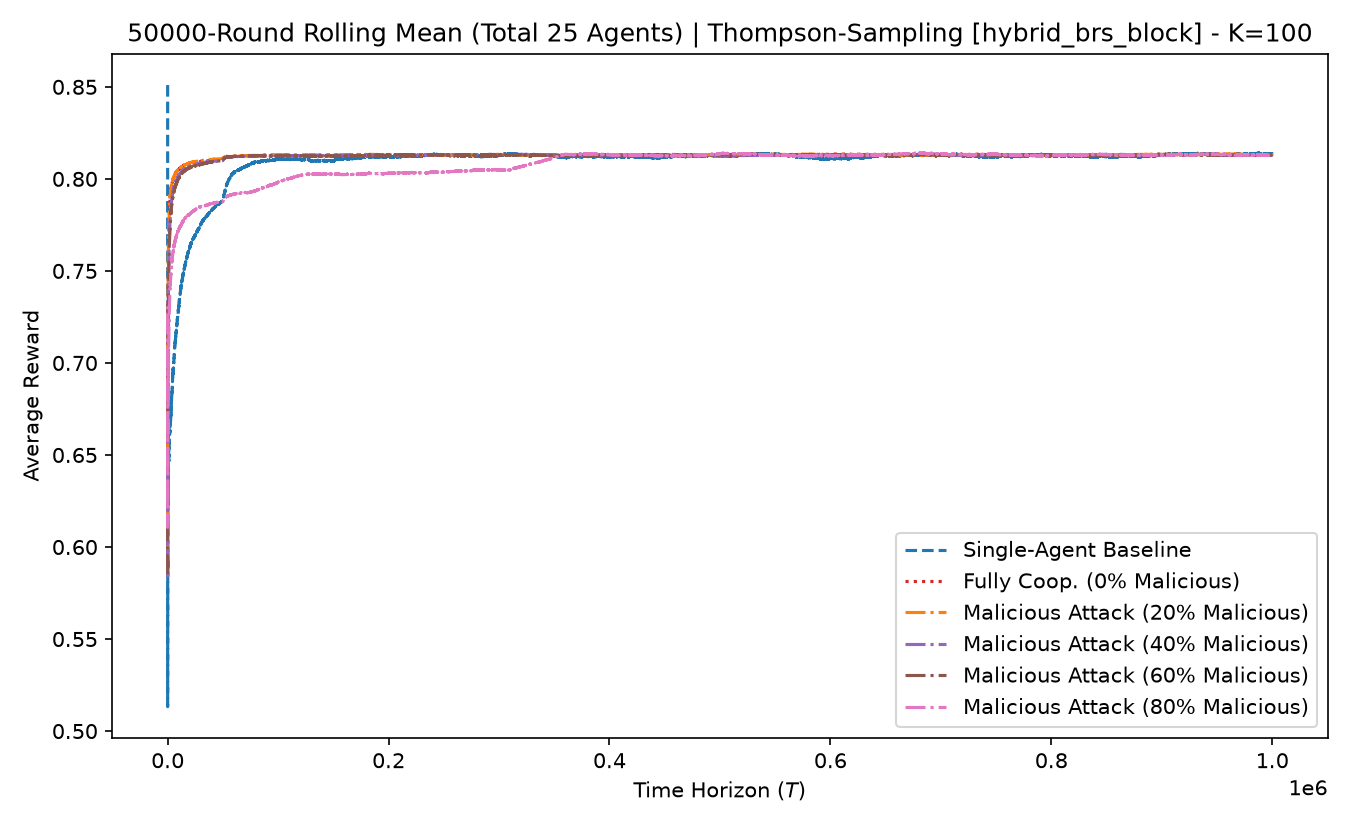 50000-Round Rolling Mean (Total 25 Agents) | Thompson-Sampling [hybrid_brs_block] - K=100
Average Reward
0.85
0.80
0.75
0.70
0.65
0.60
0.55
0.50
Single-Agent Baseline
Fully Coop. (0% Malicious)
Malicious Attack (20% Malicious)
Malicious Attack (40% Malicious)
Malicious Attack (60% Malicious)
Malicious Attack (80% Malicious)
0.0 0.2 0.4 0.6 0.8 1.0
1e6
Time Horizon (T)